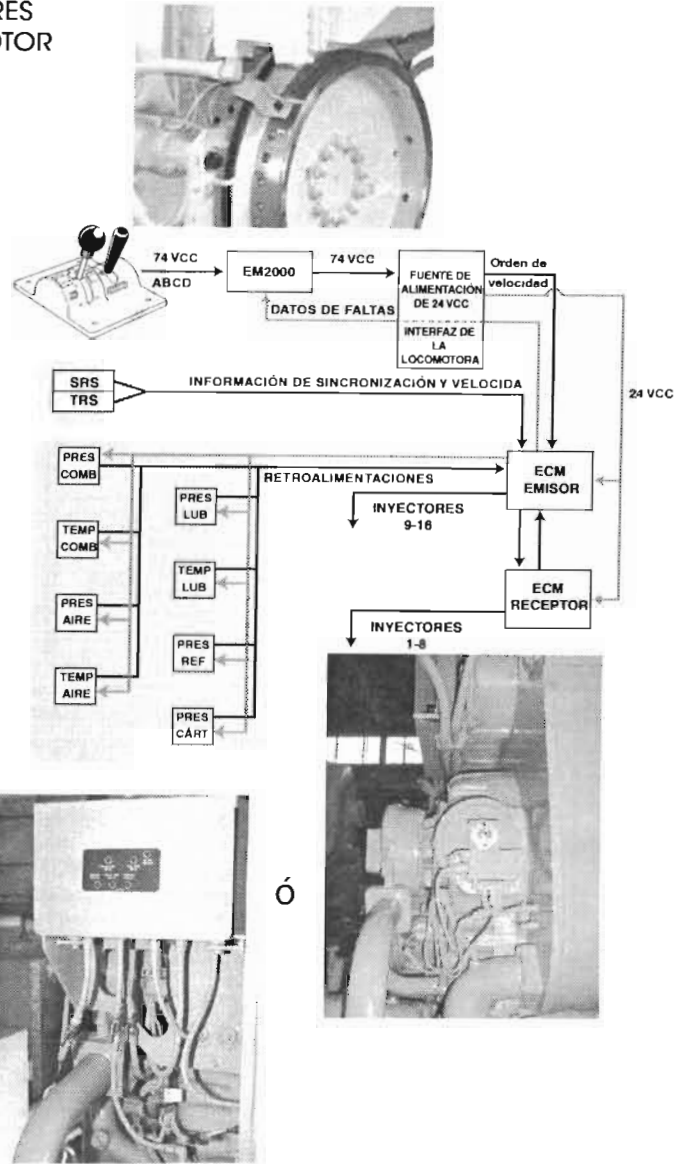 RES
OTOR
74 VCC
ABCD
EM2000
74 VCC
FUENTE DE
ALIMENTACIÓN
DE 24 VCC
INTERFAZ DE
LA
LOCOMOTORA
Orden de
velocidad
DATOS DE FALTAS
24 VCC
SRS
TRS
INFORMACIÓN DE SINCRONIZACIÓN Y VELOCIDA
PRES
COMB
RETROALIMENTACIONES
ECM
EMISOR
PRES
LUB
INYECTORES
9-16
TEMP
COMB
TEMP
LUB
ECM
RECEPTOR
PRES
AIRE
INYECTORES
1-8
PRES
REF
TEMP
AIRE
PRES
CÁRT
Ó